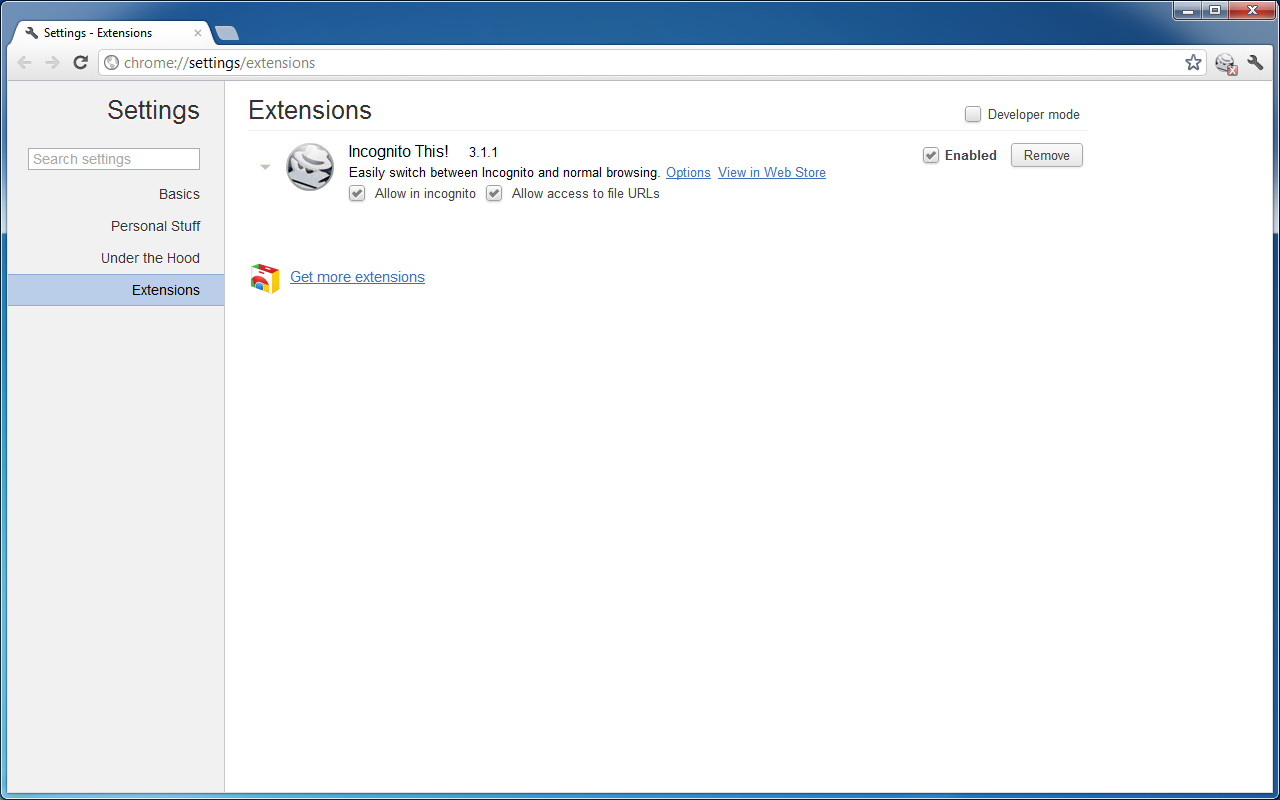 Settings - Extensions
chrome://settings/extensions
Settings
Search settings
Basics
Personal Stuff
Under the Hood
Extensions
Extensions
Developer mode
Incognito This! 3.1.1
Enabled
Remove
Easily switch between Incognito and normal browsing. Options View in Web Store
Allow in incognito Allow access to file URLs
Get more extensions